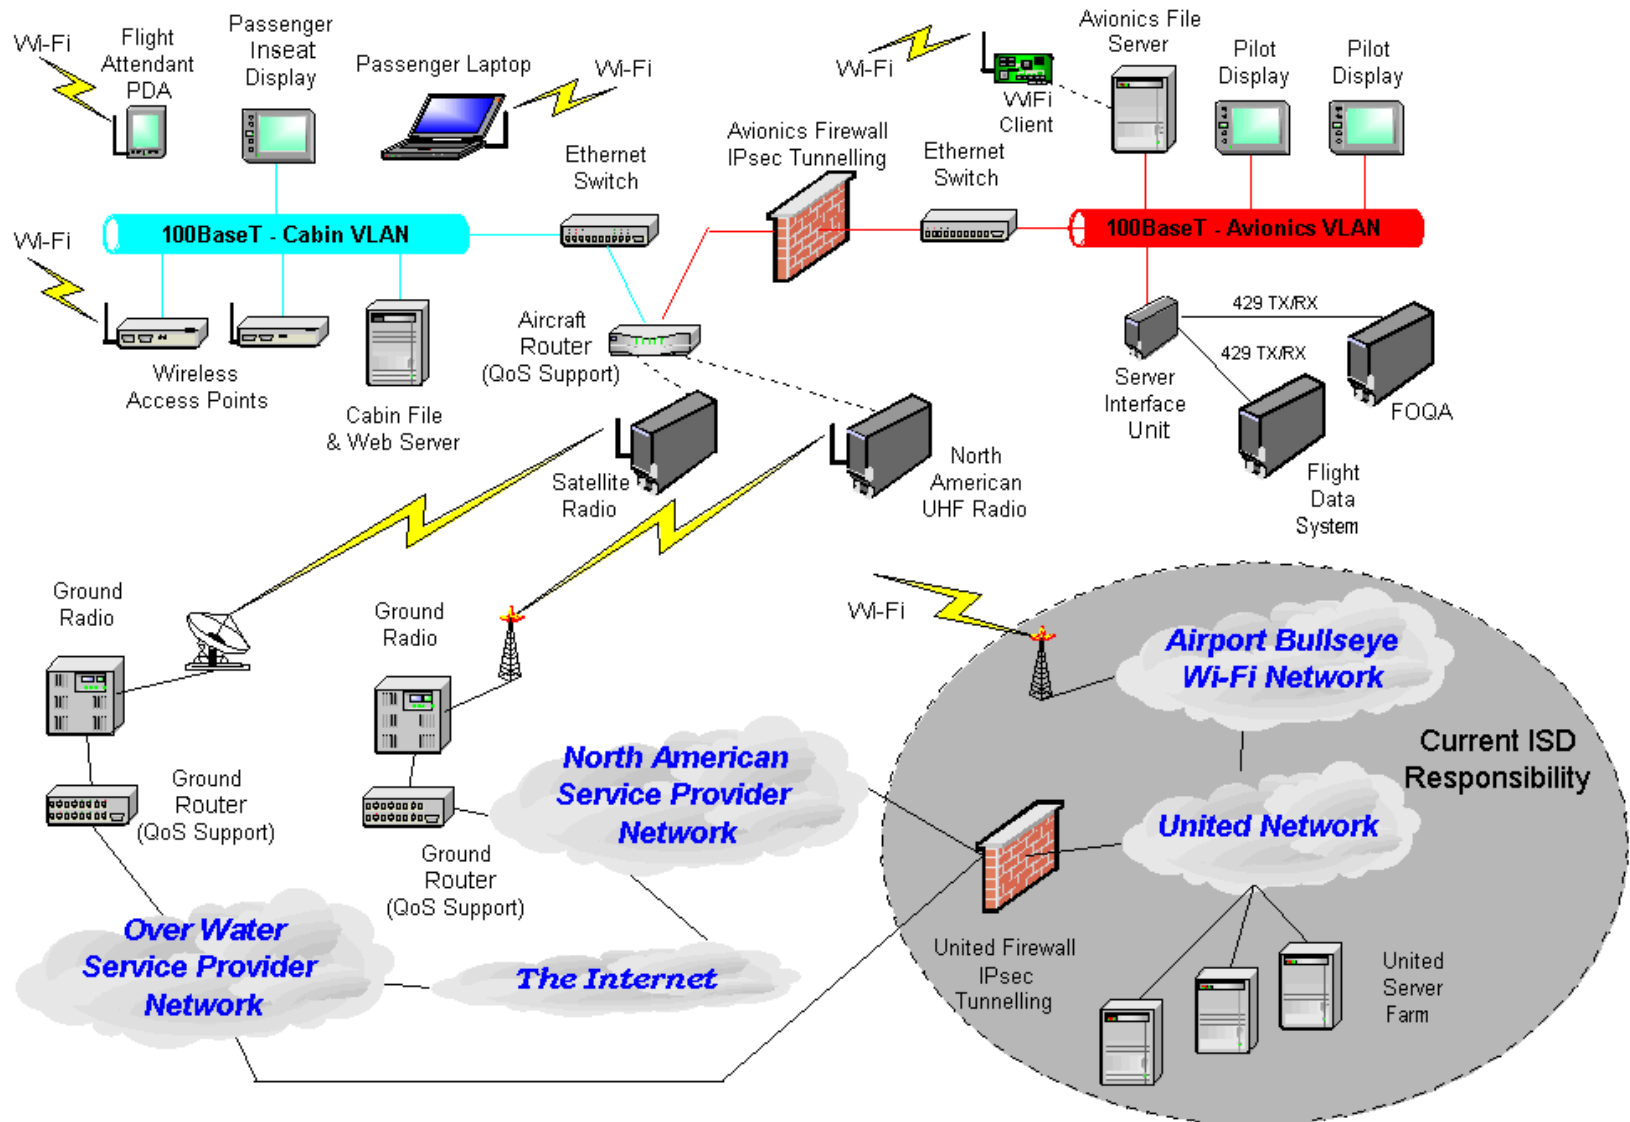 Wi-Fi
Flight
Attendant
PDA
Passenger
Inseat
Display
Passenger Laptop
Wi-Fi
Wi-Fi
WiFi
Client
Avionics File
Server
Pilot
Display
Pilot
Display
Avionics Firewall
IPsec Tunnelling
Ethernet
Switch
Ethernet
Switch
100BaseT - Cabin VLAN
100BaseT - Avionics VLAN
Wi-Fi
Wireless
Access Points
Cabin File
& Web Server
Aircraft
Router
(QoS Support)
429 TX/RX
429 TX/RX
Server
Interface
Unit
FOQA
Flight
Data
System
Satellite
Radio
North
American
UHF Radio
Ground
Radio
Ground
Radio
Wi-Fi
Airport Bullseye
Wi-Fi Network
Current ISD
Responsibility
Ground
Router
(QoS Support)
North American
Service Provider
Network
United Network
Ground
Router
(QoS Support)
Over Water
Service Provider
Network
The Internet
United Firewall
IPsec
Tunnelling
United
Server
Farm